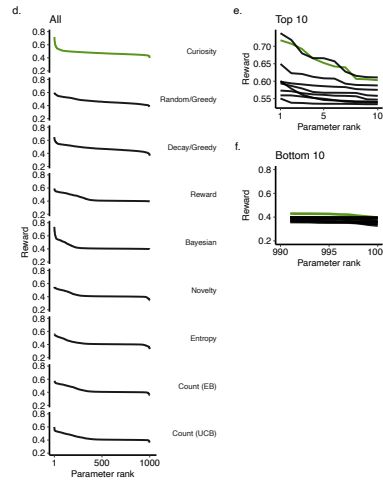 d.
All
0.8
0.6
0.4
0.2
Curiosity
0.8
0.6
0.4
0.2
Random/Greedy
0.8
0.6
0.4
0.2
Decay/Greedy
0.8
0.6
0.4
0.2
Reward
0.8
0.6
0.4
0.2
Bayesian
0.8
0.6
0.4
0.2
Novelty
0.8
0.6
0.4
0.2
Entropy
0.8
0.6
0.4
0.2
Count (EB)
0.8
0.6
0.4
0.2
Count (UCB)
Reward
1 500 1000
Parameter rank
e.
Top 10
0.70
0.65
0.60
0.55
Reward
1 5 10
Parameter rank
f.
Bottom 10
0.8
0.6
0.4
0.2
Reward
990 995 100
Parameter rank